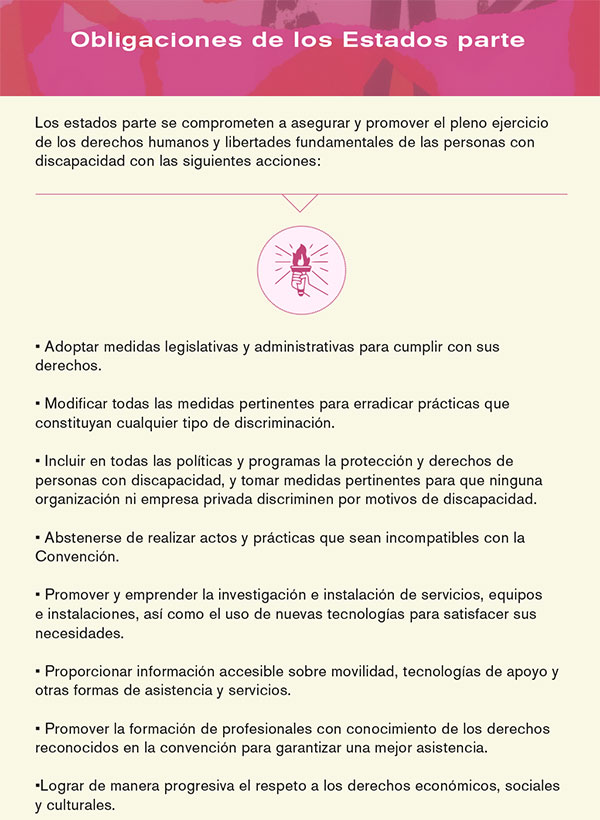 Obligaciones de los Estados parte
Los estados parte se comprometen a asegurar y promover el pleno ejercicio
de los derechos humanos y libertades fundamentales de las personas con
discapacidad con las siguientes acciones:
▪ Adoptar medidas legislativas y administrativas para cumplir con sus
derechos.
▪ Modificar todas las medidas pertinentes para erradicar prácticas que
constituyan cualquier tipo de discriminación.
▪ Incluir en todas las políticas y programas la protección y derechos de
personas con discapacidad, y tomar medidas pertinentes para que ninguna
organización ni empresa privada discriminen por motivos de discapacidad.
▪ Abstenerse de realizar actos y prácticas que sean incompatibles con la
Convención.
▪ Promover y emprender la investigación e instalación de servicios, equipos
e instalaciones, así como el uso de nuevas tecnologías para satisfacer sus
necesidades.
▪ Proporcionar información accesible sobre movilidad, tecnologías de apoyo y
otras formas de asistencia y servicios.
▪ Promover la formación de profesionales con conocimiento de los derechos
reconocidos en la convención para garantizar una mejor asistencia.
▪Lograr de manera progresiva el respeto a los derechos económicos, sociales
y culturales.